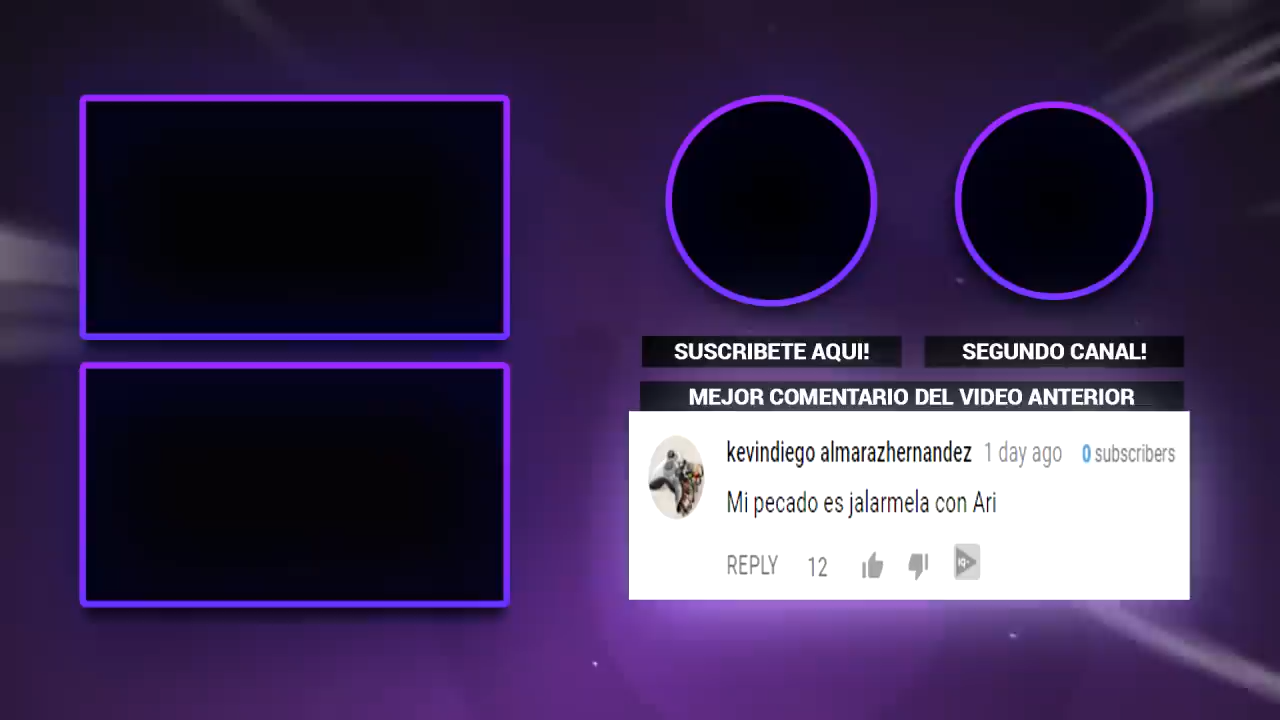 SUSCRIBETE AQUI!
SEGUNDO CANAL!
MEJOR COMENTARIO DEL VIDEO ANTERIOR
kevindiego almarazhernandez 1 day ago 0 subscribers
Mi pecado es jalarmela con Ari
REPLY 12